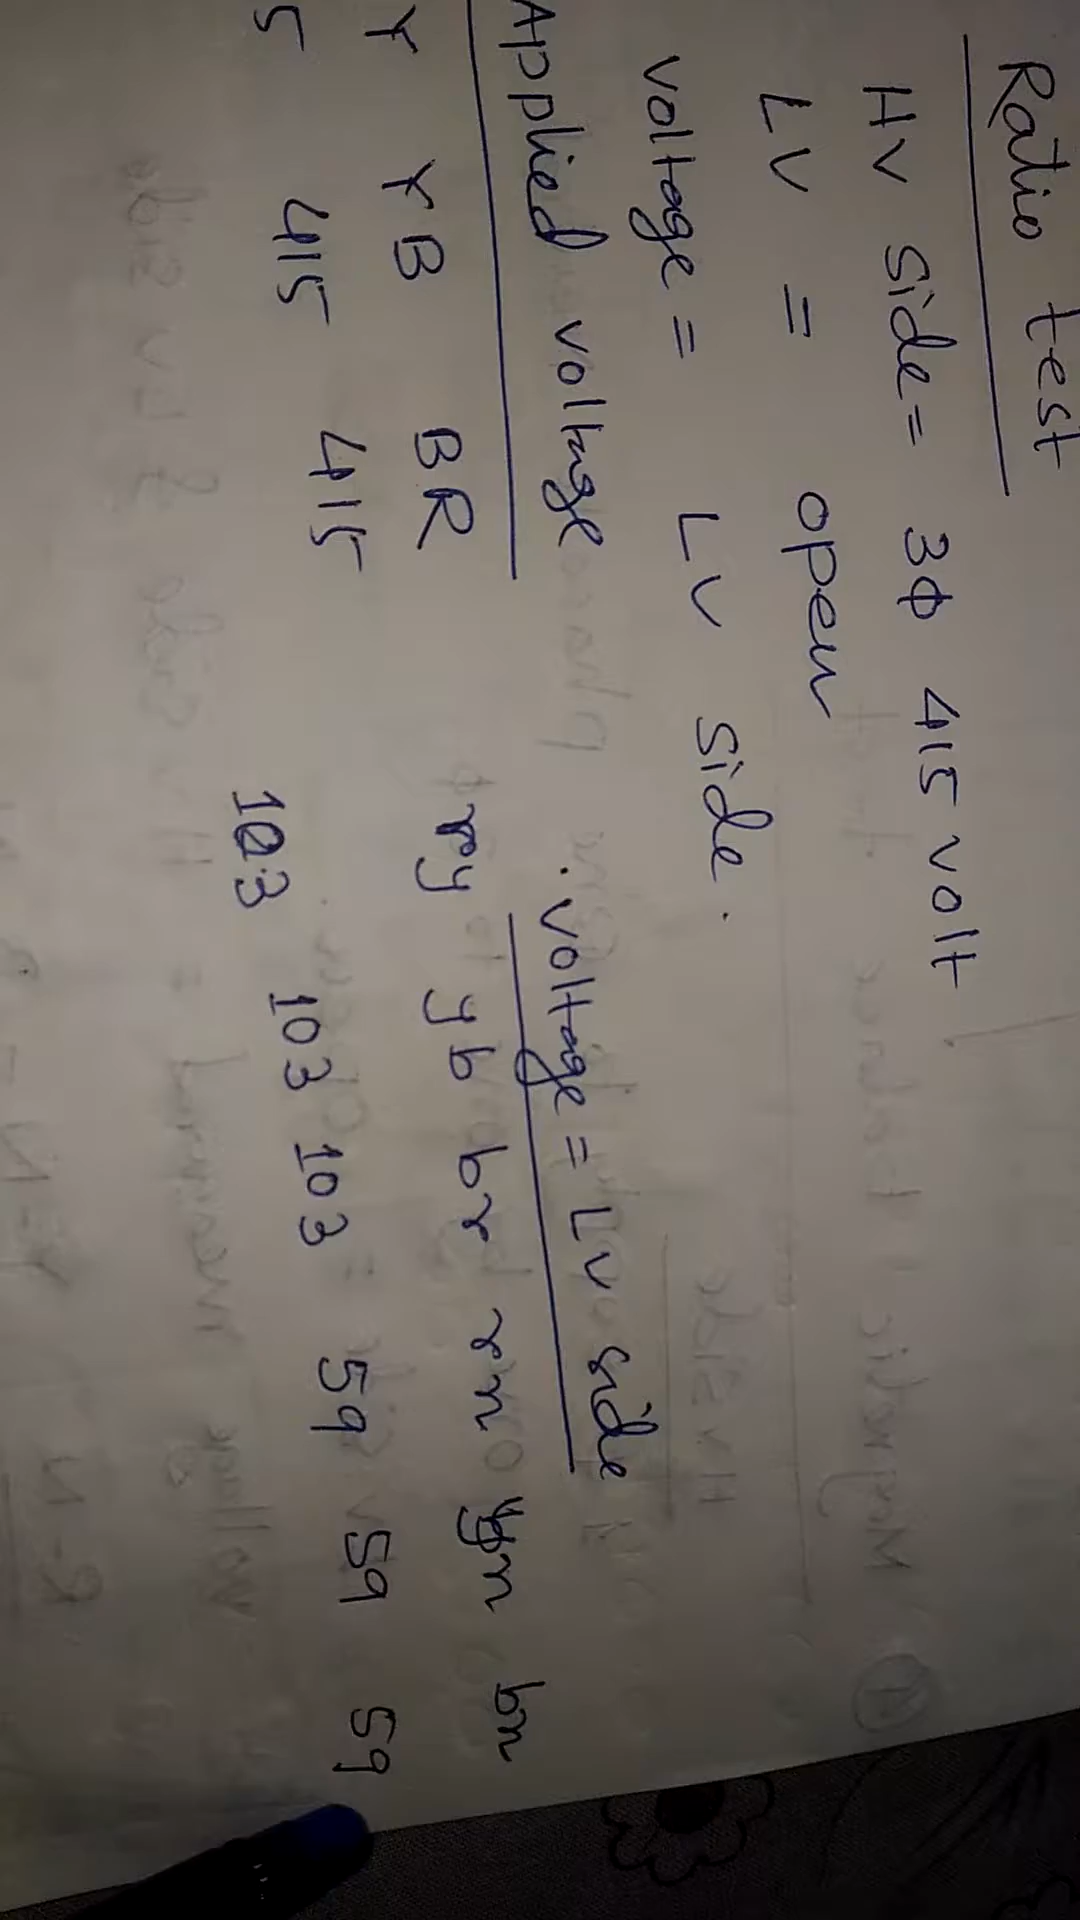 Ratio test
HV side= 3Φ 415 volt
LV = open
voltage = LV side.
Applied voltage
. voltage = LV side
Y YB BR ry yb br rn yn bn
5 415 415 103 103 103 59 59 59